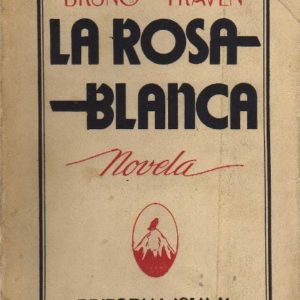 BRUNO TRAVEN
LA ROSA
BLANCA
Novela
EDITORIAL